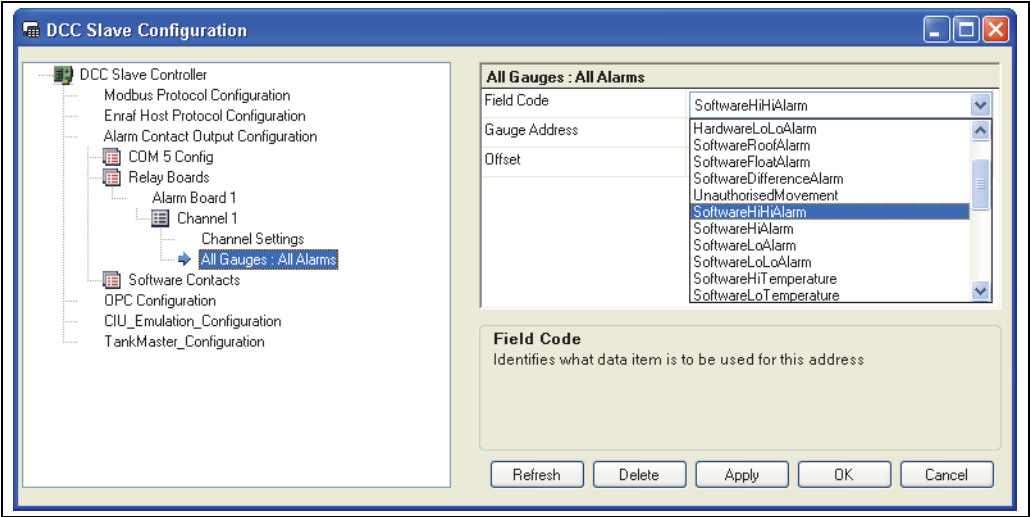 DCC Slave Configuration
DCC Slave Controller
Modbus Protocol Configuration
Enraf Host Protocol Configuration
Alarm Contact Output Configuration
COM 5 Config
Relay Boards
Alarm Board 1
Channel 1
Channel Settings
All Gauges : All Alarms
Software Contacts
OPC Configuration
CIU_Emulation_Configuration
TankMaster_Configuration
All Gauges : All Alarms
Field Code
SoftwareHiHiAlarm
Gauge Address
Offset
HardwareLoLoAlarm
SoftwareRoofAlarm
SoftwareFloatAlarm
SoftwareDifferenceAlarm
UnauthorisedMovement
SoftwareHiHiAlarm
SoftwareHiAlarm
SoftwareLoAlarm
SoftwareLoLoAlarm
SoftwareHiTemperature
SoftwareLoTemperature
Field Code
Identifies what data item is to be used for this address
Refresh Delete Apply OK Cancel